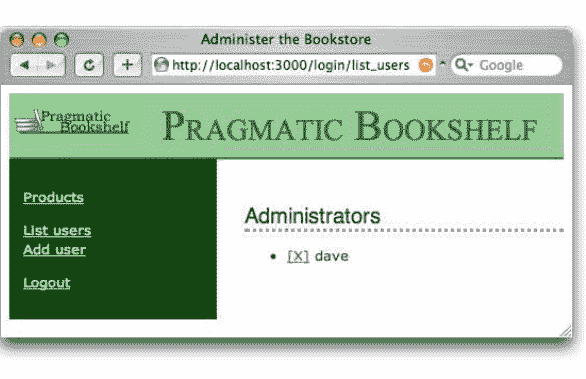 Administer the Bookstore
http://localhost:3000/login/list_users
Google
Pragmatic
Bookshelf
PRAGMATIC BOOKSHELF
Products
List users
Add user
Logout
Administrators
[X] dave